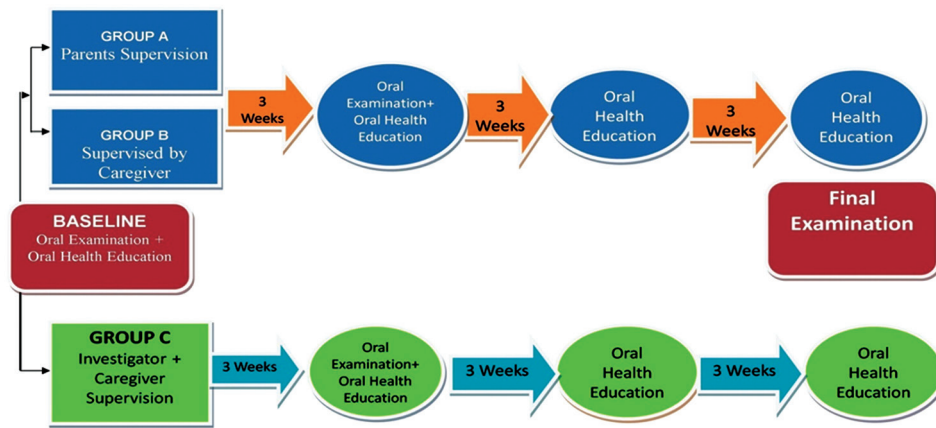 GROUP A
Parents Supervision
GROUP B
Supervised by
Caregiver
3
Weeks
Oral
Examination+
Oral Health
Education
3
Weeks
Oral
Health
Education
3
Weeks
Oral
Health
Education
BASELINE
Oral Examination +
Oral Health Education
Final
Examination
GROUP C
Investigator +
Caregiver
Supervision
3 Weeks
Oral
Examination+
Oral Health
Education
3 Weeks
Oral
Health
Education
3 Weeks
Oral
Health
Education